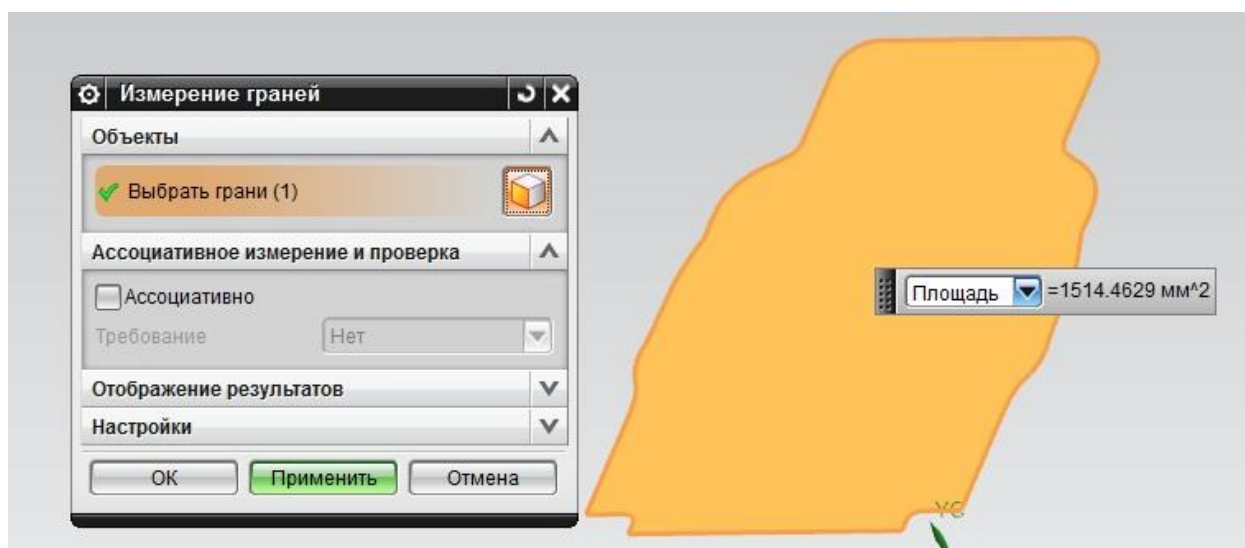 Измерение граней
Объекты
Выбрать грани (1)
Ассоциативное измерение и проверка
Ассоциативно
Требование Нет
Отображение результатов
Настройки
ОК Применить Отмена
Площадь =1514.4629 мм^2
YC